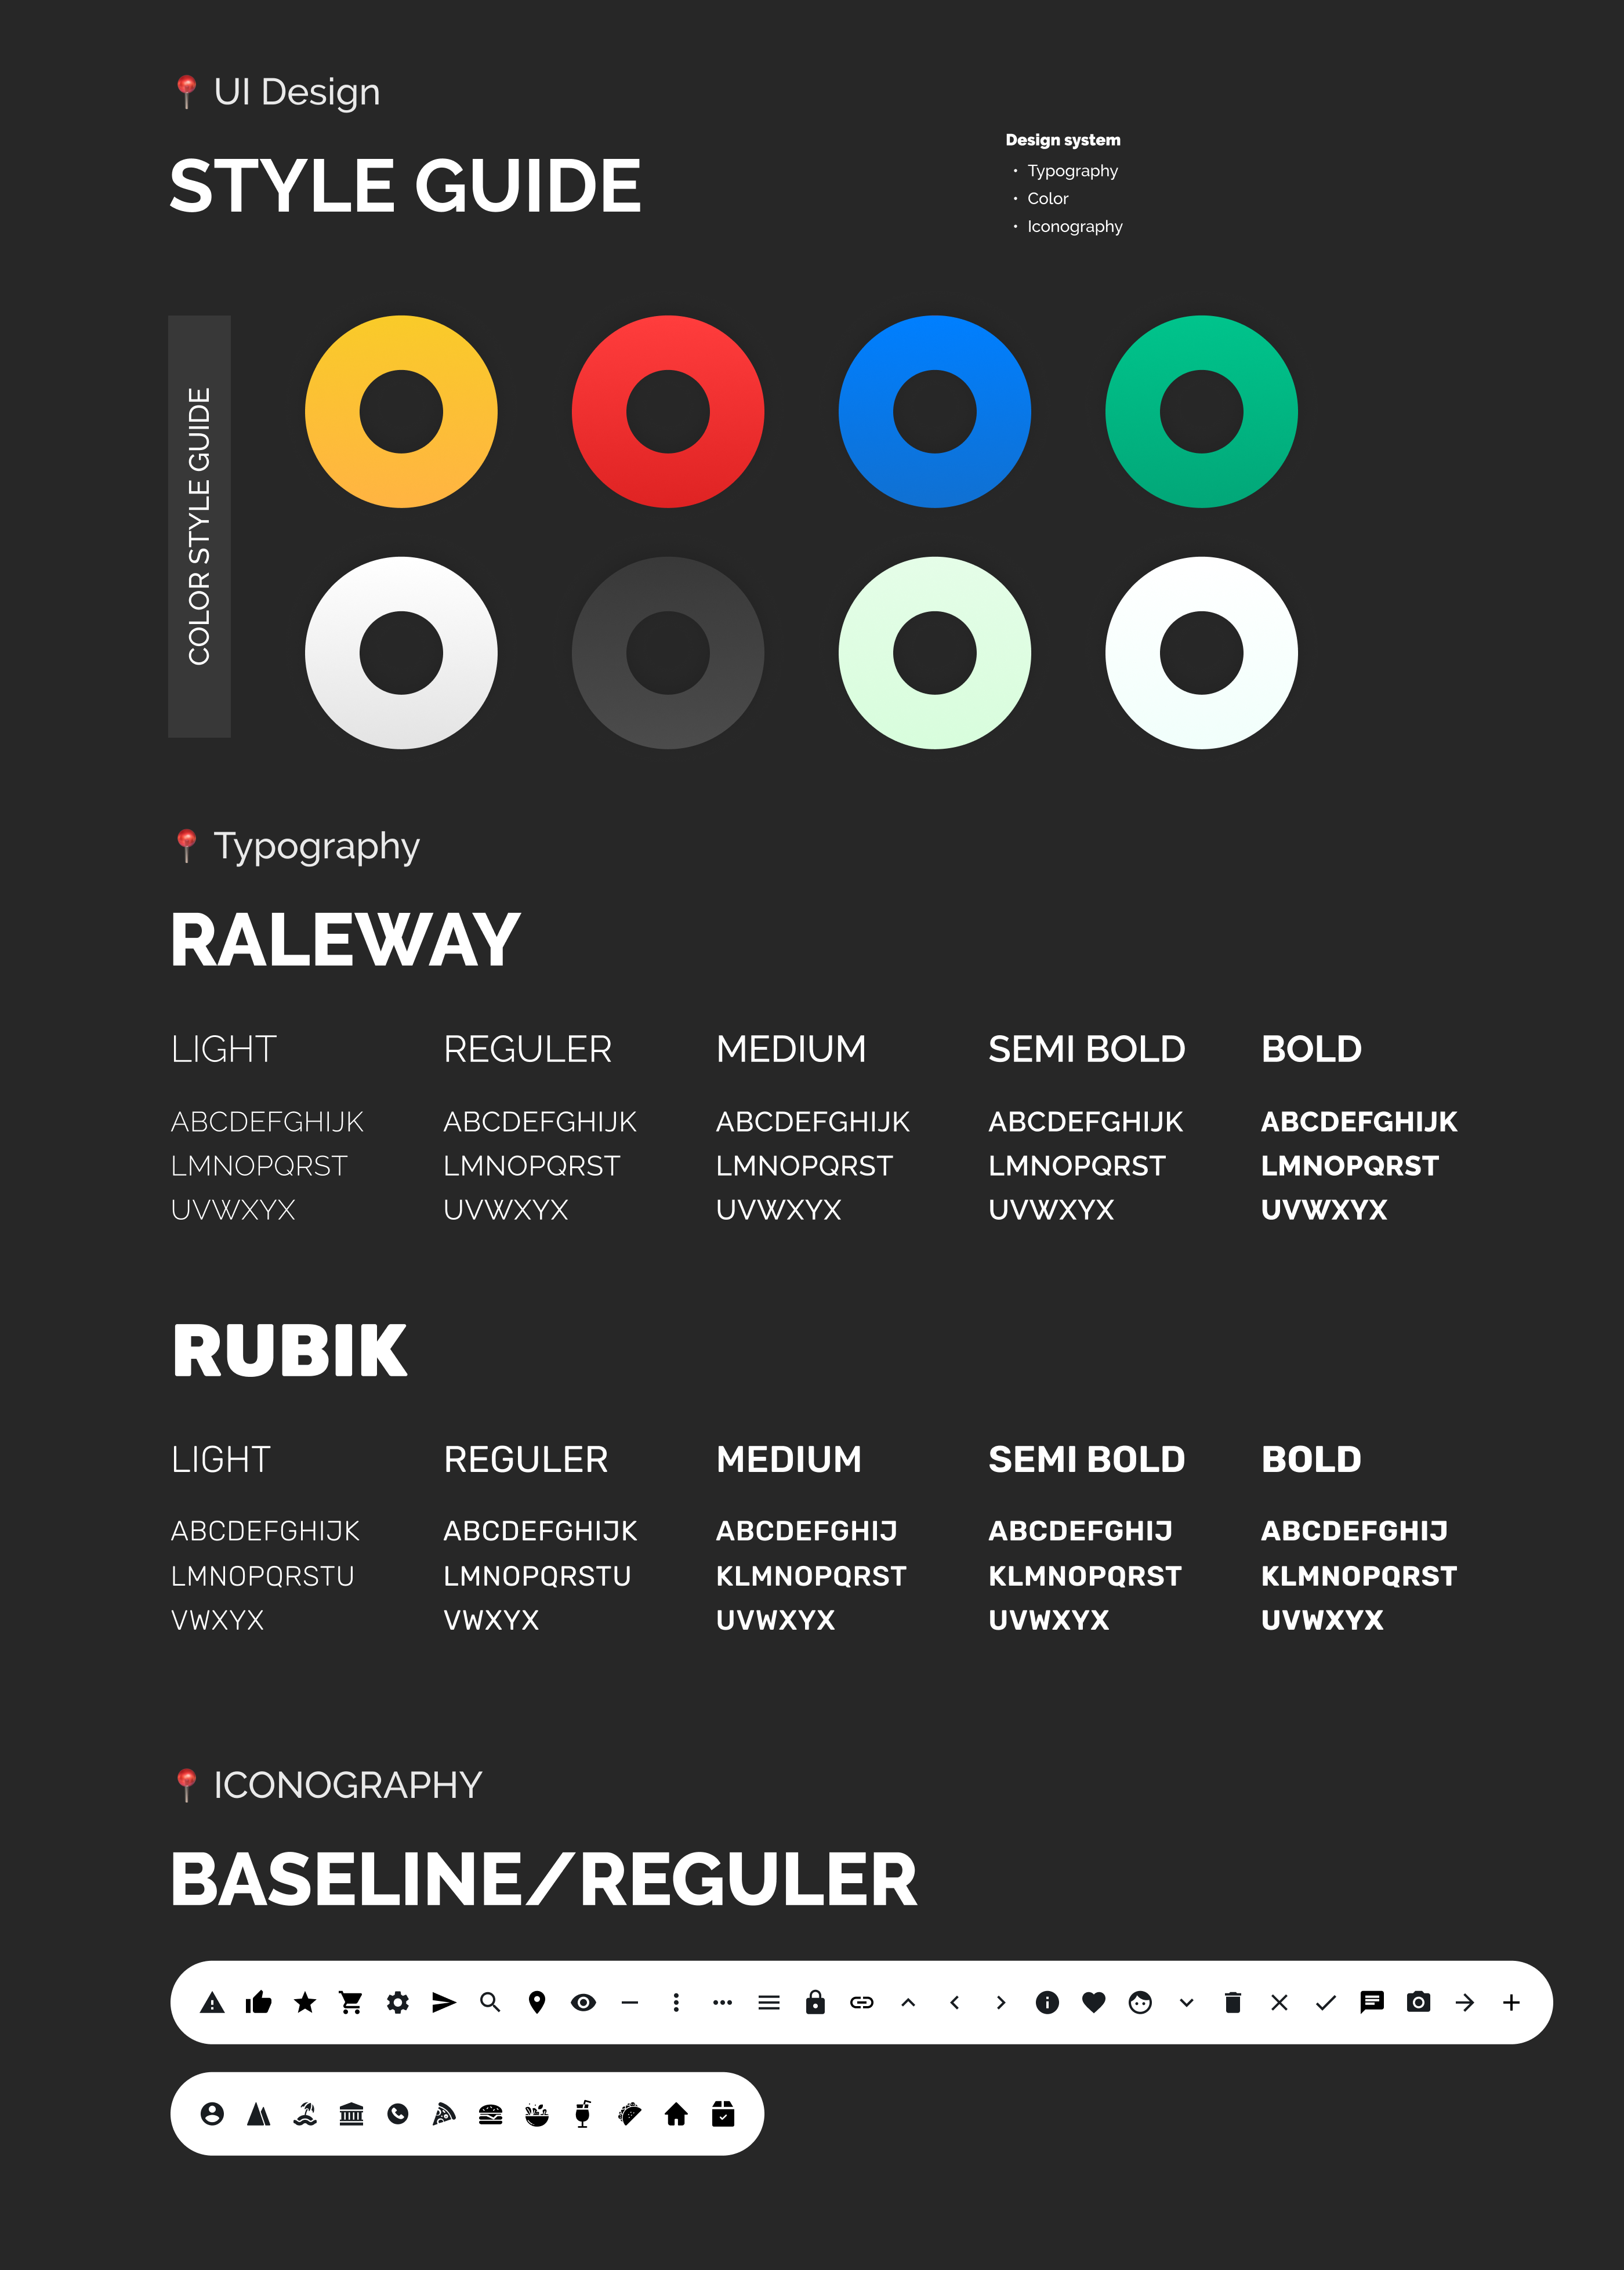 UI Design
STYLE GUIDE
Design system
• Typography
• Color
• Iconography
COLOR STYLE GUIDE
Typography
RALEWAY
LIGHT
ABCDEFGHIJK
LMNOPQRST
UVWXYX
REGULER
ABCDEFGHIJK
LMNOPQRST
UVWXYX
MEDIUM
ABCDEFGHIJK
LMNOPQRST
UVWXYX
SEMI BOLD
ABCDEFGHIJK
LMNOPQRST
UVWXYX
BOLD
ABCDEFGHIJK
LMNOPQRST
UVWXYX
RUBIK
LIGHT
ABCDEFGHIJK
LMNOPQRSTU
VWXYX
REGULER
ABCDEFGHIJK
LMNOPQRSTU
VWXYX
MEDIUM
ABCDEFGHIJ
KLMNOPQRST
UVWXYX
SEMI BOLD
ABCDEFGHIJ
KLMNOPQRST
UVWXYX
BOLD
ABCDEFGHIJ
KLMNOPQRST
UVWXYX
ICONOGRAPHY
BASELINE/REGULER